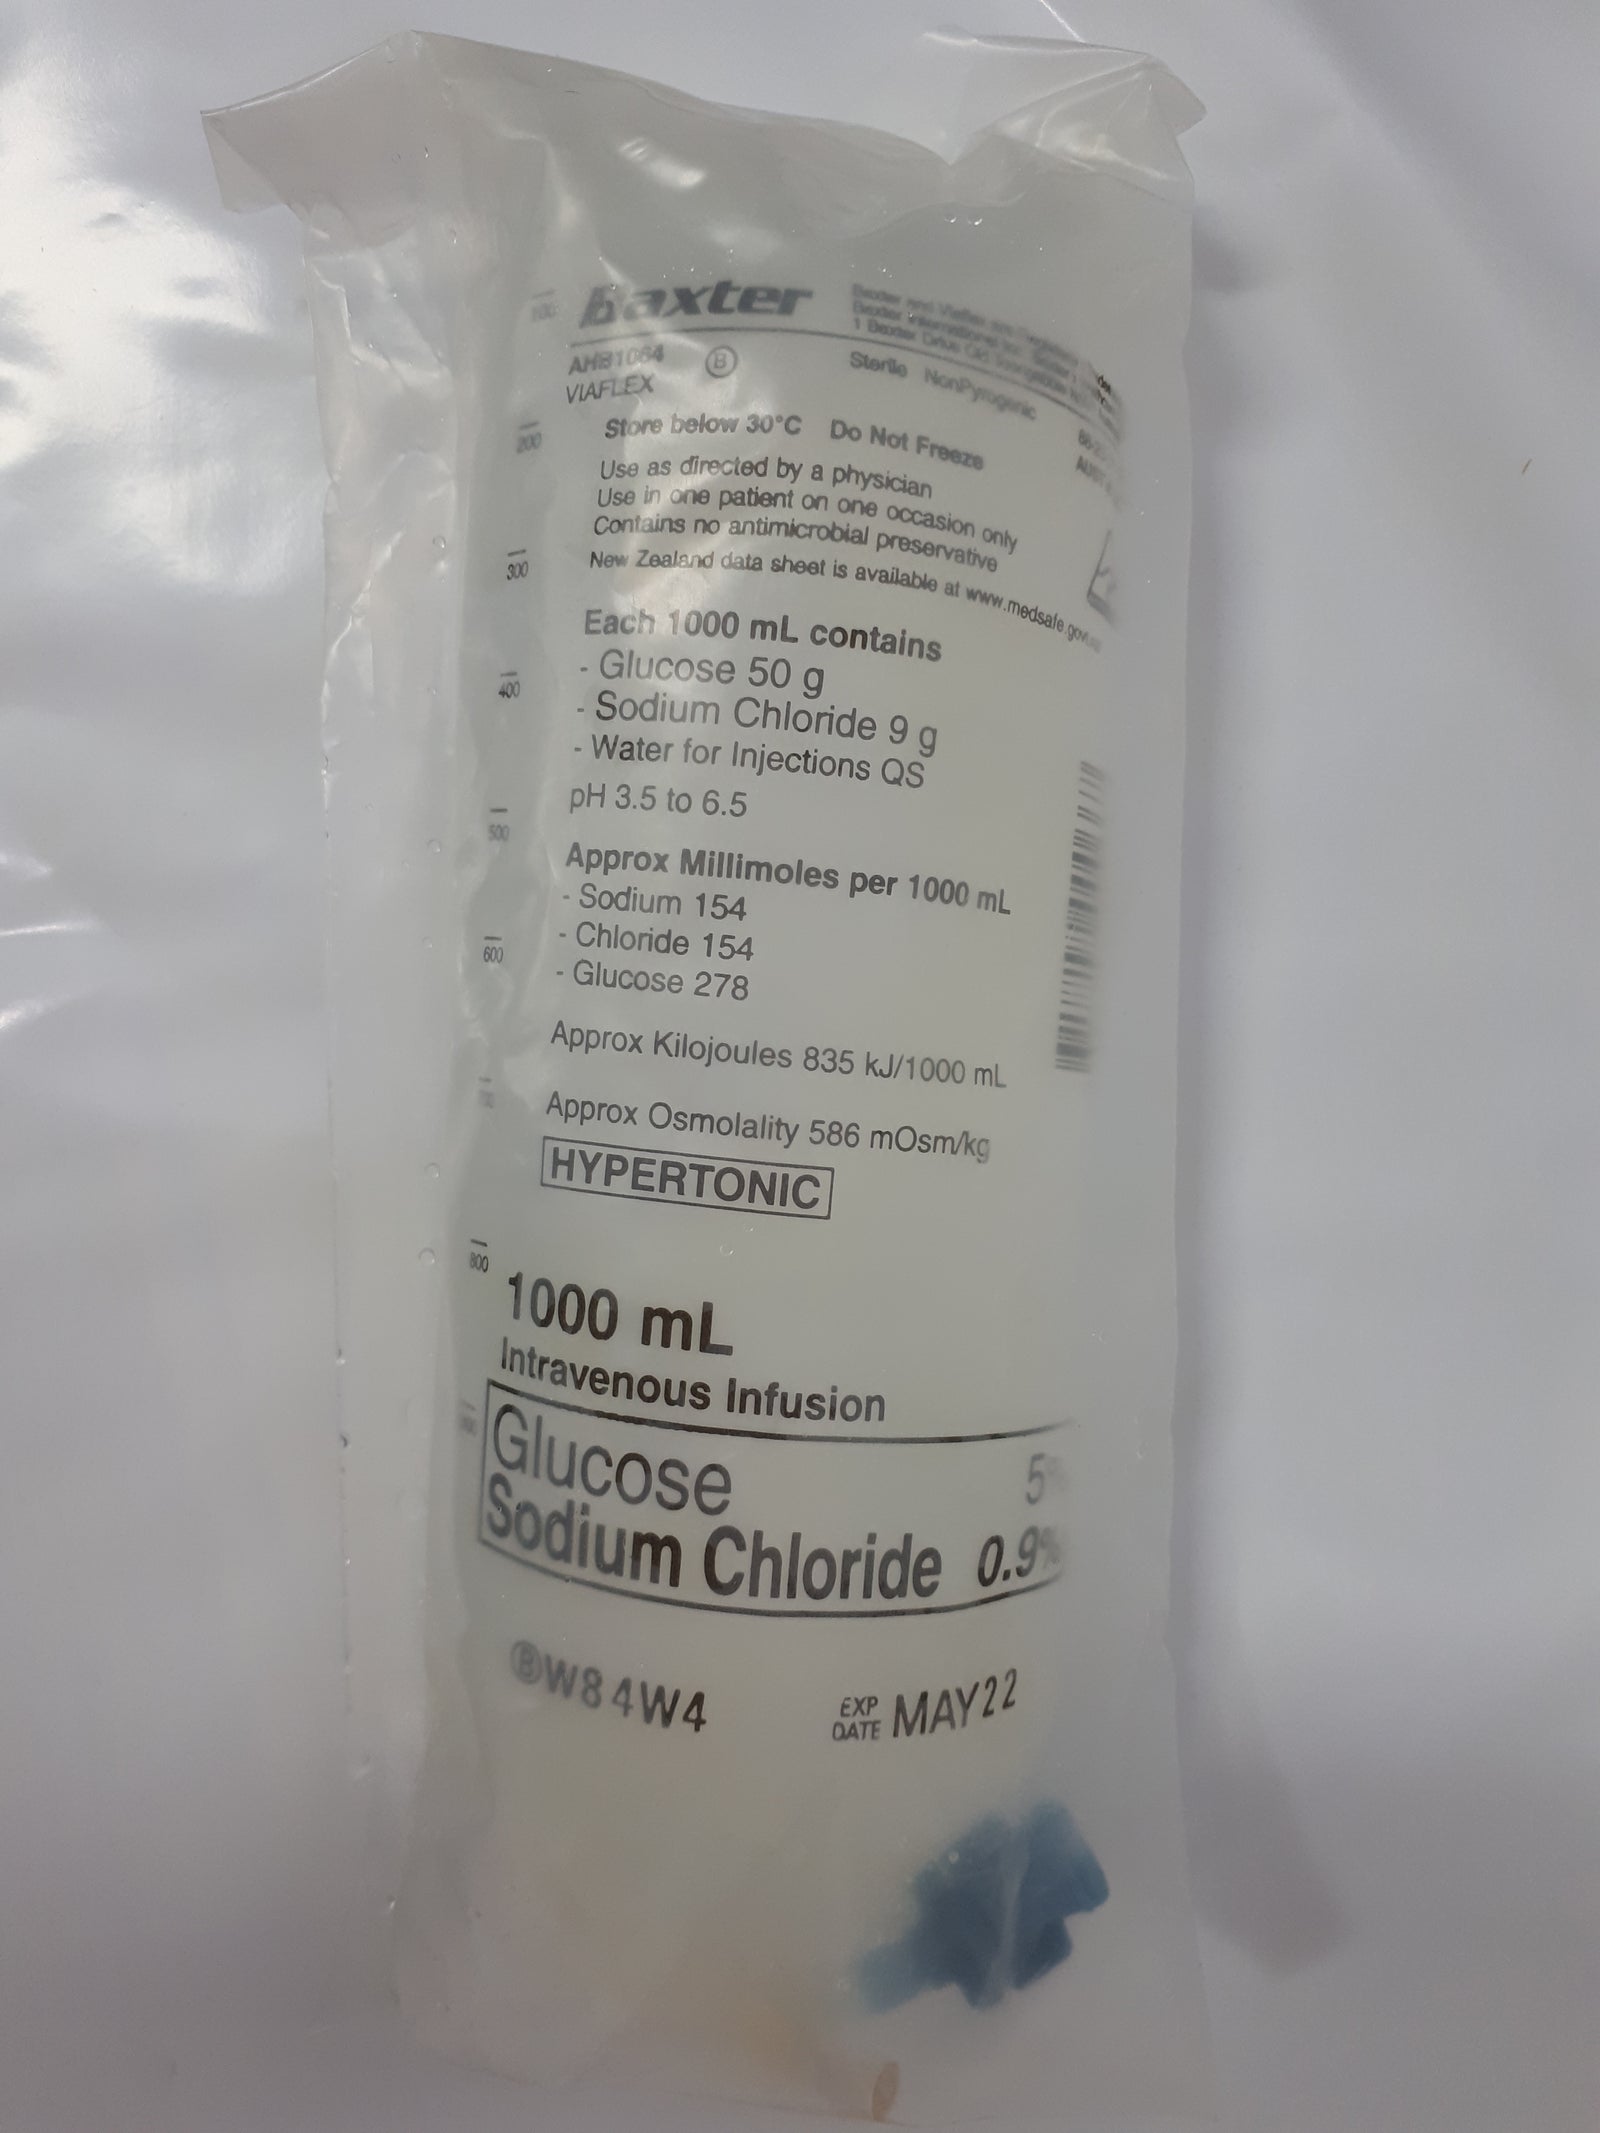 Baxter
AHB1064
B
VIAFLEX
Sterile NonPyrogenic
Store below 30°C Do Not Freeze
Use as directed by a physician
Use in one patient on one occasion only
Contains no antimicrobial preservative
New Zealand data sheet is available at www.medsafe.govt
Each 1000 mL contains
- Glucose 50 g
- Sodium Chloride 9 g
- Water for Injections QS
pH 3.5 to 6.5
Approx Millimoles per 1000 mL
- Sodium 154
- Chloride 154
- Glucose 278
Approx Kilojoules 835 kJ/1000 mL
Approx Osmolality 586 mOsm/kg
HYPERTONIC
1000 mL
Intravenous Infusion
Glucose 5%
Sodium Chloride 0.9%
B W84W4
EXP DATE MAY22
200
300
400
500
600
800